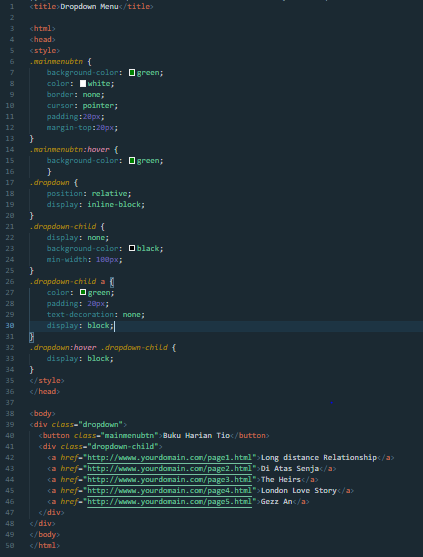 1 <title>Dropdown Menu</title>
2
3 <html>
4 <head>
5 <style>
6 .mainmenubtn {
7 background-color: green;
8 color: white;
9 border: none;
10 cursor: pointer;
11 padding:20px;
12 margin-top:20px;
13 }
14 .mainmenubtn:hover {
15 background-color: green;
16 }
17 .dropdown {
18 position: relative;
19 display: inline-block;
20 }
21 .dropdown-child {
22 display: none;
23 background-color: black;
24 min-width: 100px;
25 }
26 .dropdown-child a {
27 color: green;
28 padding: 20px;
29 text-decoration: none;
30 display: block;
31 }
32 .dropdown:hover .dropdown-child {
33 display: block;
34 }
35 </style>
36 </head>
37
38 <body>
39 <div class="dropdown">
40 <button class="mainmenubtn">Buku Harian Tio</button>
41 <div class="dropdown-child">
42 <a href="http://wwww.yourdomain.com/page1.html">Long distance Relationship</a>
43 <a href="http://wwww.yourdomain.com/page2.html">Di Atas Senja</a>
44 <a href="http://wwww.yourdomain.com/page3.html">The Heirs</a>
45 <a href="http://wwww.yourdomain.com/page4.html">London Love Story</a>
46 <a href="http://wwww.yourdomain.com/page5.html">Gezz An</a>
47 </div>
48 </div>
49 </body>
50 </html>